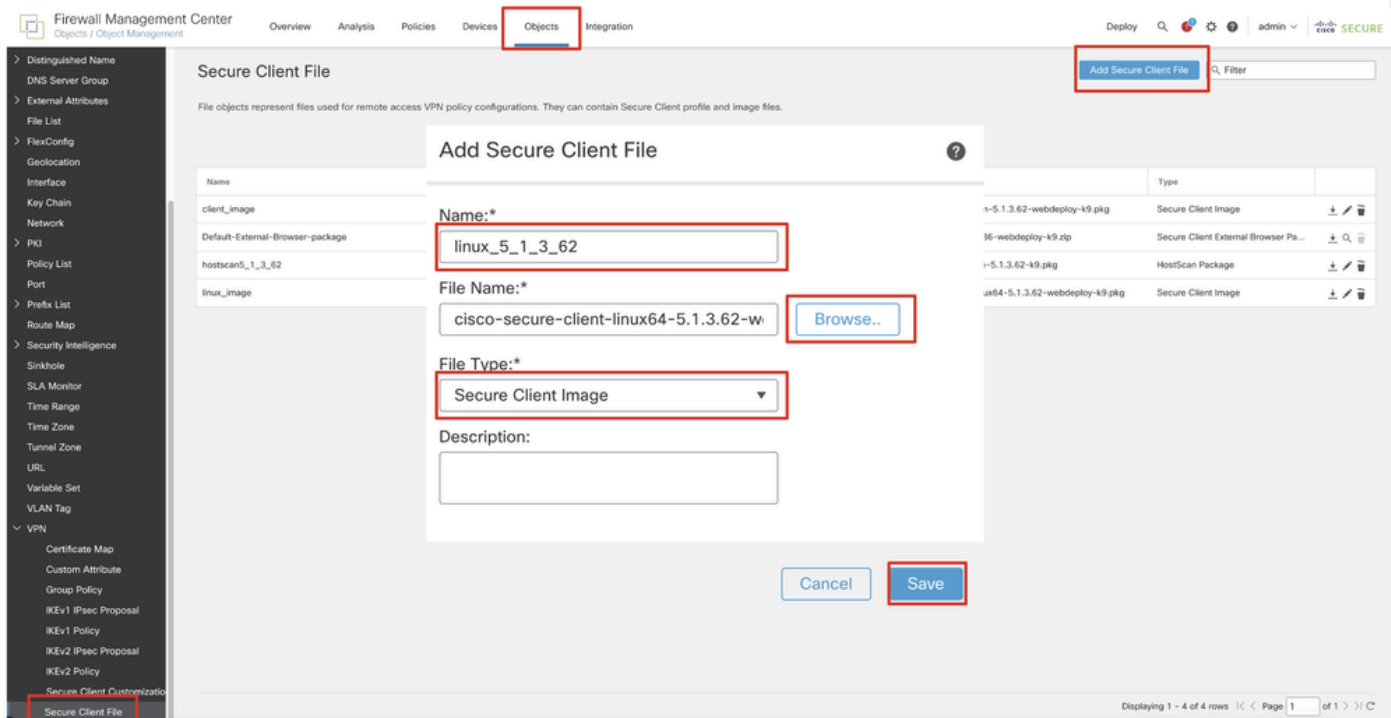 Firewall Management Center
Objects / Object Management
Overview
Analysis
Policies
Devices
Objects
Integration
Deploy
admin
cisco SECURE
Distinguished Name
DNS Server Group
External Attributes
File List
FlexConfig
Geolocation
Interface
Key Chain
Network
PKI
Policy List
Port
Prefix List
Route Map
Security Intelligence
Sinkhole
SLA Monitor
Time Range
Time Zone
Tunnel Zone
URL
Variable Set
VLAN Tag
VPN
Certificate Map
Custom Attribute
Group Policy
IKEv1 IPsec Proposal
IKEv1 Policy
IKEv2 IPsec Proposal
IKEv2 Policy
Secure Client Customizatio
Secure Client File
Secure Client File
Add Secure Client File
Filter
File objects represent files used for remote access VPN policy configurations. They can contain Secure Client profile and image files.
Name
Type
client_image
n-5.1.3.62-webdeploy-k9.pkg
Secure Client Image
Default-External-Browser-package
36-webdeploy-k9.zip
Secure Client External Browser Pa...
hostscan5_1_3_62
-5.1.3.62-k9.pkg
HostScan Package
linux_image
ux64-5.1.3.62-webdeploy-k9.pkg
Secure Client Image
Add Secure Client File
Name:*
linux_5_1_3_62
File Name:*
cisco-secure-client-linux64-5.1.3.62-w
Browse..
File Type:*
Secure Client Image
Description:
Cancel
Save
Displaying 1 - 4 of 4 rows |< < Page 1 of 1 > >|